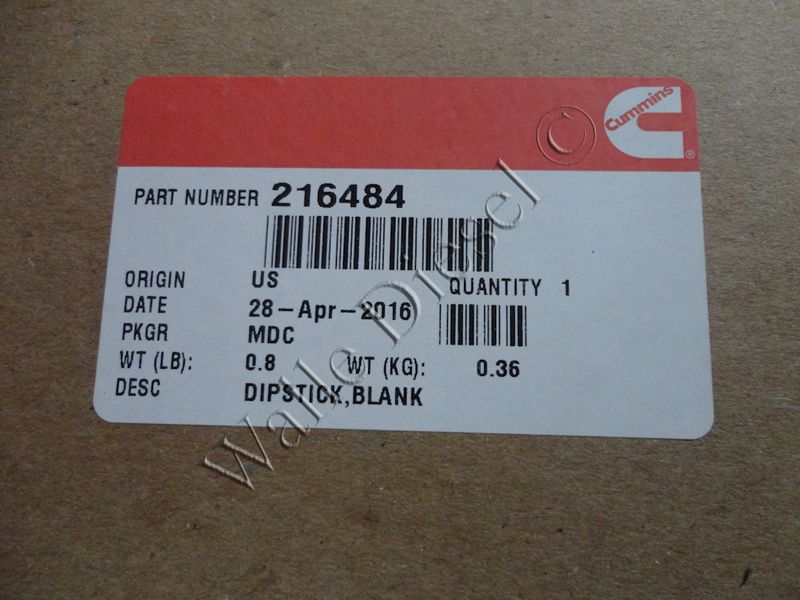 Cummins
®
PART NUMBER 216484
ORIGIN US QUANTITY 1
DATE 28-Apr-2016
PKGR MDC
WT (LB): 0.8 WT (KG): 0.36
DESC DIPSTICK,BLANK
Walle Diesel ©